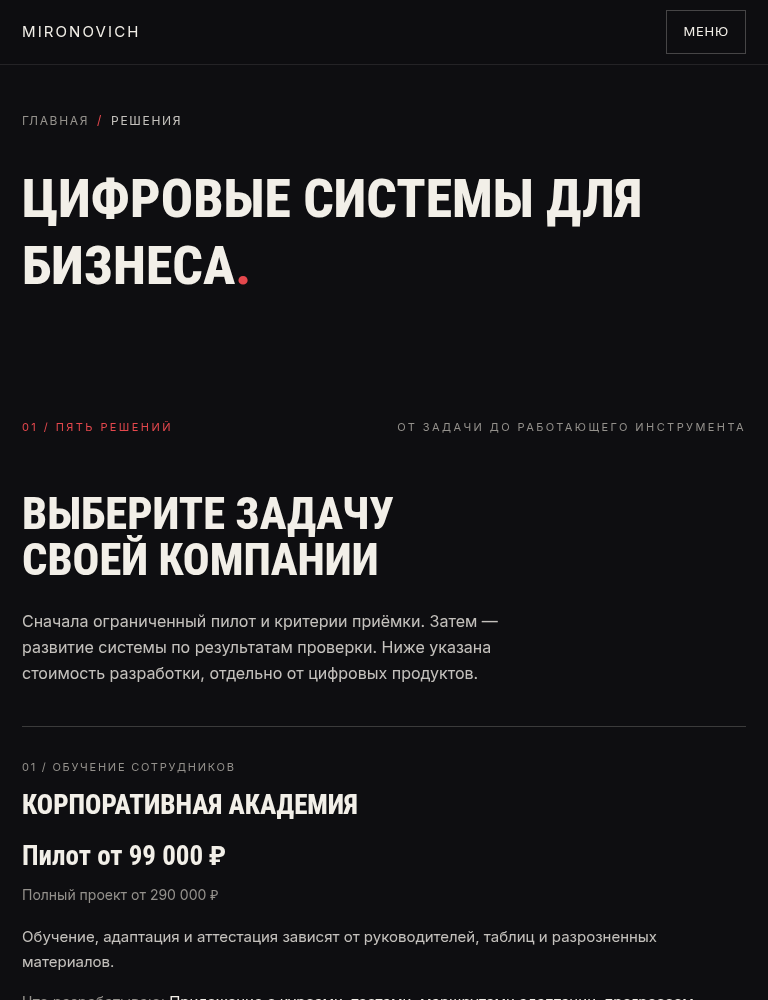 MIRONOVICH
МЕНЮ
ГЛАВНАЯ / РЕШЕНИЯ
ЦИФРОВЫЕ СИСТЕМЫ ДЛЯ
БИЗНЕСА.
01 / ПЯТЬ РЕШЕНИЙ
ОТ ЗАДАЧИ ДО РАБОТАЮЩЕГО ИНСТРУМЕНТА
ВЫБЕРИТЕ ЗАДАЧУ
СВОЕЙ КОМПАНИИ
Сначала ограниченный пилот и критерии приёмки. Затем —
развитие системы по результатам проверки. Ниже указана
стоимость разработки, отдельно от цифровых продуктов.
01 / ОБУЧЕНИЕ СОТРУДНИКОВ
КОРПОРАТИВНАЯ АКАДЕМИЯ
Пилот от 99 000 ₽
Полный проект от 290 000 ₽
Обучение, адаптация и аттестация зависят от руководителей, таблиц и разрозненных
материалов.